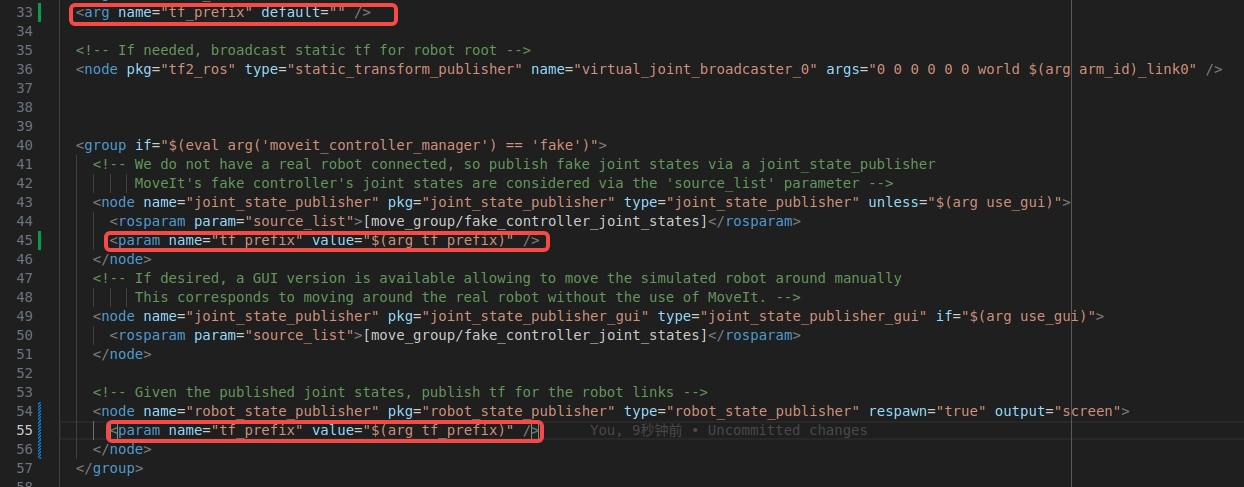 33 <arg name="tf_prefix" default="" />
34
35 <!-- If needed, broadcast static tf for robot root -->
36 <node pkg="tf2_ros" type="static_transform_publisher" name="virtual_joint_broadcaster_0" args="0 0 0 0 0 0 world $(arg arm_id)_link0" />
37
38
39
40 <group if="$(eval arg('moveit_controller_manager') == 'fake')">
41 <!-- We do not have a real robot connected, so publish fake joint states via a joint_state_publisher
42 MoveIt's fake controller's joint states are considered via the 'source_list' parameter -->
43 <node name="joint_state_publisher" pkg="joint_state_publisher" type="joint_state_publisher" unless="$(arg use_gui)">
44 <rosparam param="source_list">[move_group/fake_controller_joint_states]</rosparam>
45 <param name="tf_prefix" value="$(arg tf_prefix)" />
46 </node>
47 <!-- If desired, a GUI version is available allowing to move the simulated robot around manually
48 This corresponds to moving around the real robot without the use of MoveIt. -->
49 <node name="joint_state_publisher" pkg="joint_state_publisher_gui" type="joint_state_publisher_gui" if="$(arg use_gui)">
50 <rosparam param="source_list">[move_group/fake_controller_joint_states]</rosparam>
51 </node>
52
53 <!-- Given the published joint states, publish tf for the robot links -->
54 <node name="robot_state_publisher" pkg="robot_state_publisher" type="robot_state_publisher" respawn="true" output="screen">
55 <param name="tf_prefix" value="$(arg tf_prefix)" /> You, 9秒钟前 • Uncommitted changes
56 </node>
57 </group>
58